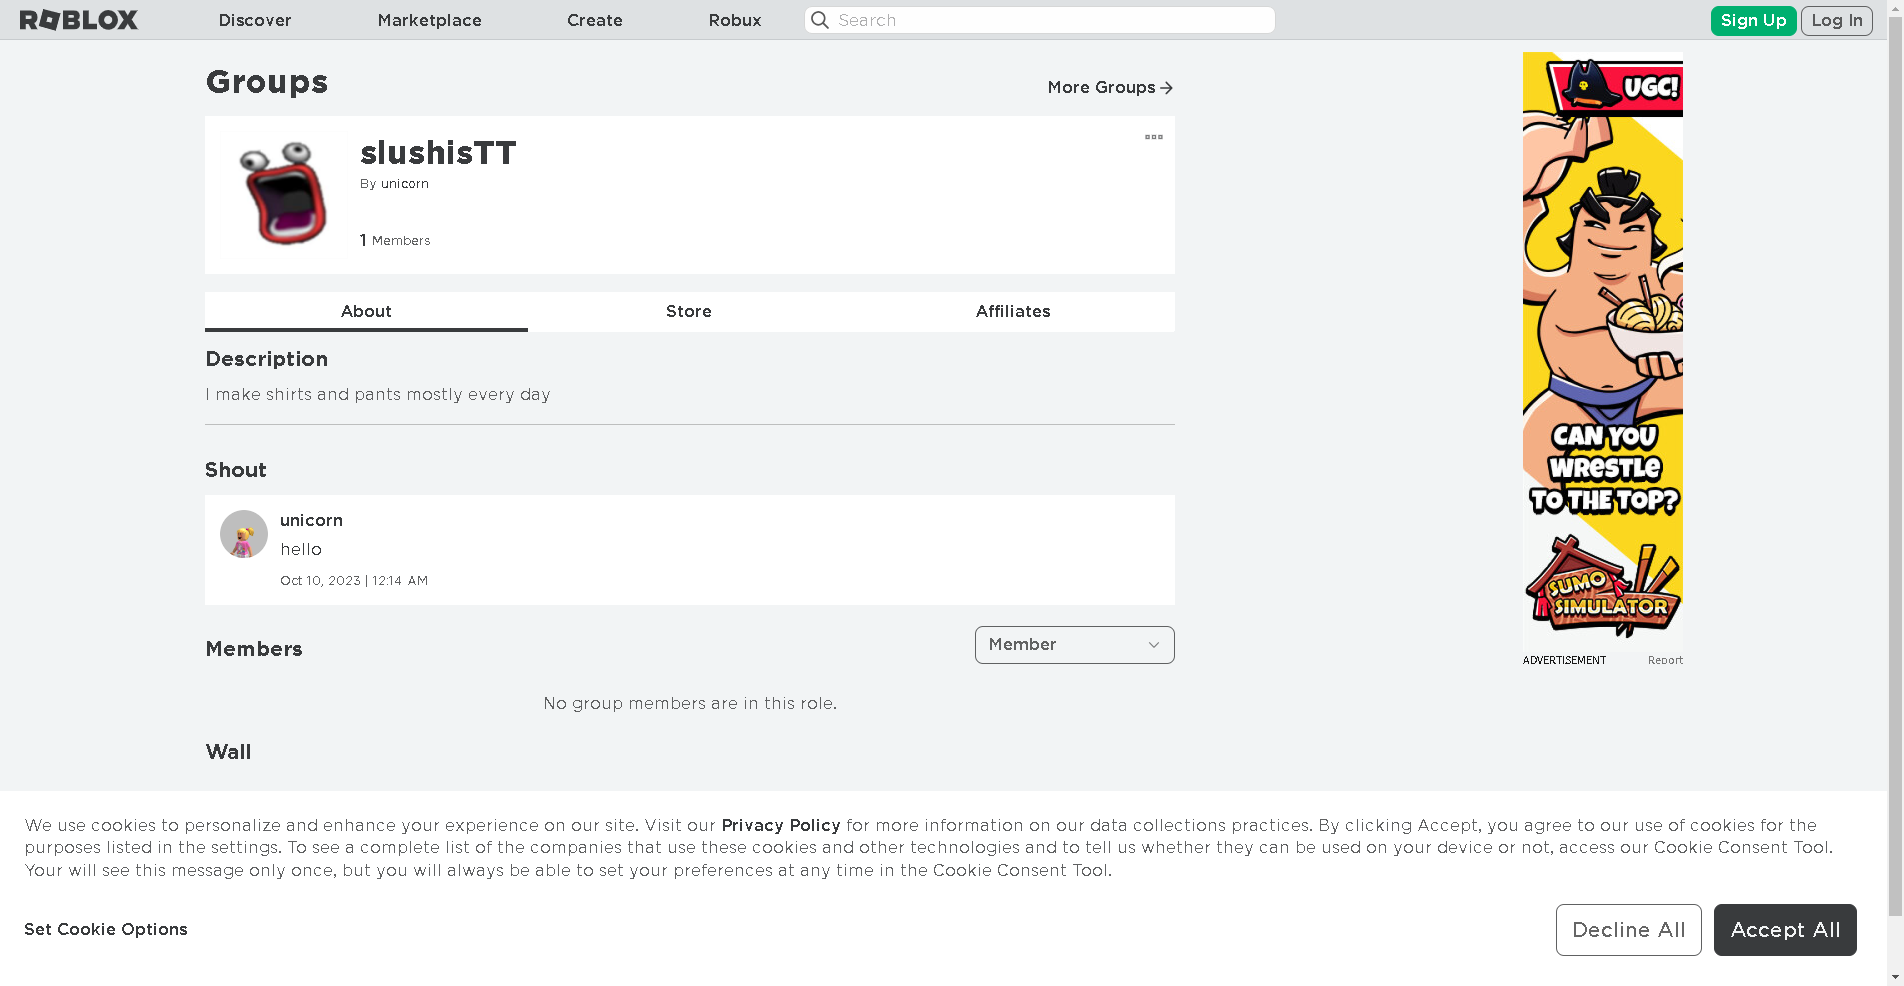 ROBLOX Discover Marketplace Create Robux Search Sign Up Log In
Groups
More Groups
slushisTT
By unicorn
1 Members
About Store Affiliates
Description
I make shirts and pants mostly every day
Shout
unicorn
hello
Oct 10, 2023 | 12:14 AM
Members
Member
No group members are in this role.
Wall
UGC!
CAN YOU
WRESTLE
TO THE TOP?
SUMO
SIMULATOR
ADVERTISEMENT Report
We use cookies to personalize and enhance your experience on our site. Visit our Privacy Policy for more information on our data collections practices. By clicking Accept, you agree to our use of cookies for the
purposes listed in the settings. To see a complete list of the companies that use these cookies and other technologies and to tell us whether they can be used on your device or not, access our Cookie Consent Tool.
Your will see this message only once, but you will always be able to set your preferences at any time in the Cookie Consent Tool.
Set Cookie Options
Decline All
Accept All